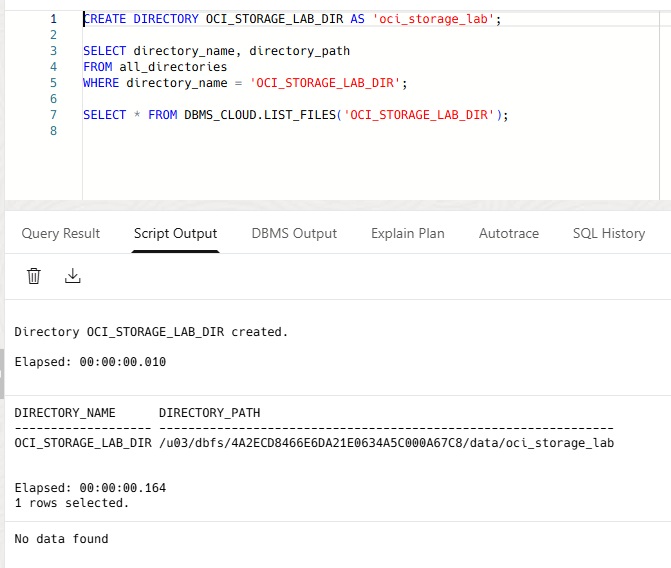 1 CREATE DIRECTORY OCI_STORAGE_LAB_DIR AS 'oci_storage_lab';
2
3 SELECT directory_name, directory_path
4 FROM all_directories
5 WHERE directory_name = 'OCI_STORAGE_LAB_DIR';
6
7 SELECT * FROM DBMS_CLOUD.LIST_FILES('OCI_STORAGE_LAB_DIR');
8
Query Result Script Output DBMS Output Explain Plan Autotrace SQL History
Directory OCI_STORAGE_LAB_DIR created.
Elapsed: 00:00:00.010
DIRECTORY_NAME DIRECTORY_PATH
------------------- ---------------------------------------------------------------
OCI_STORAGE_LAB_DIR /u03/dbfs/4A2ECD8466E6DA21E0634A5C000A67C8/data/oci_storage_lab
Elapsed: 00:00:00.164
1 rows selected.
No data found